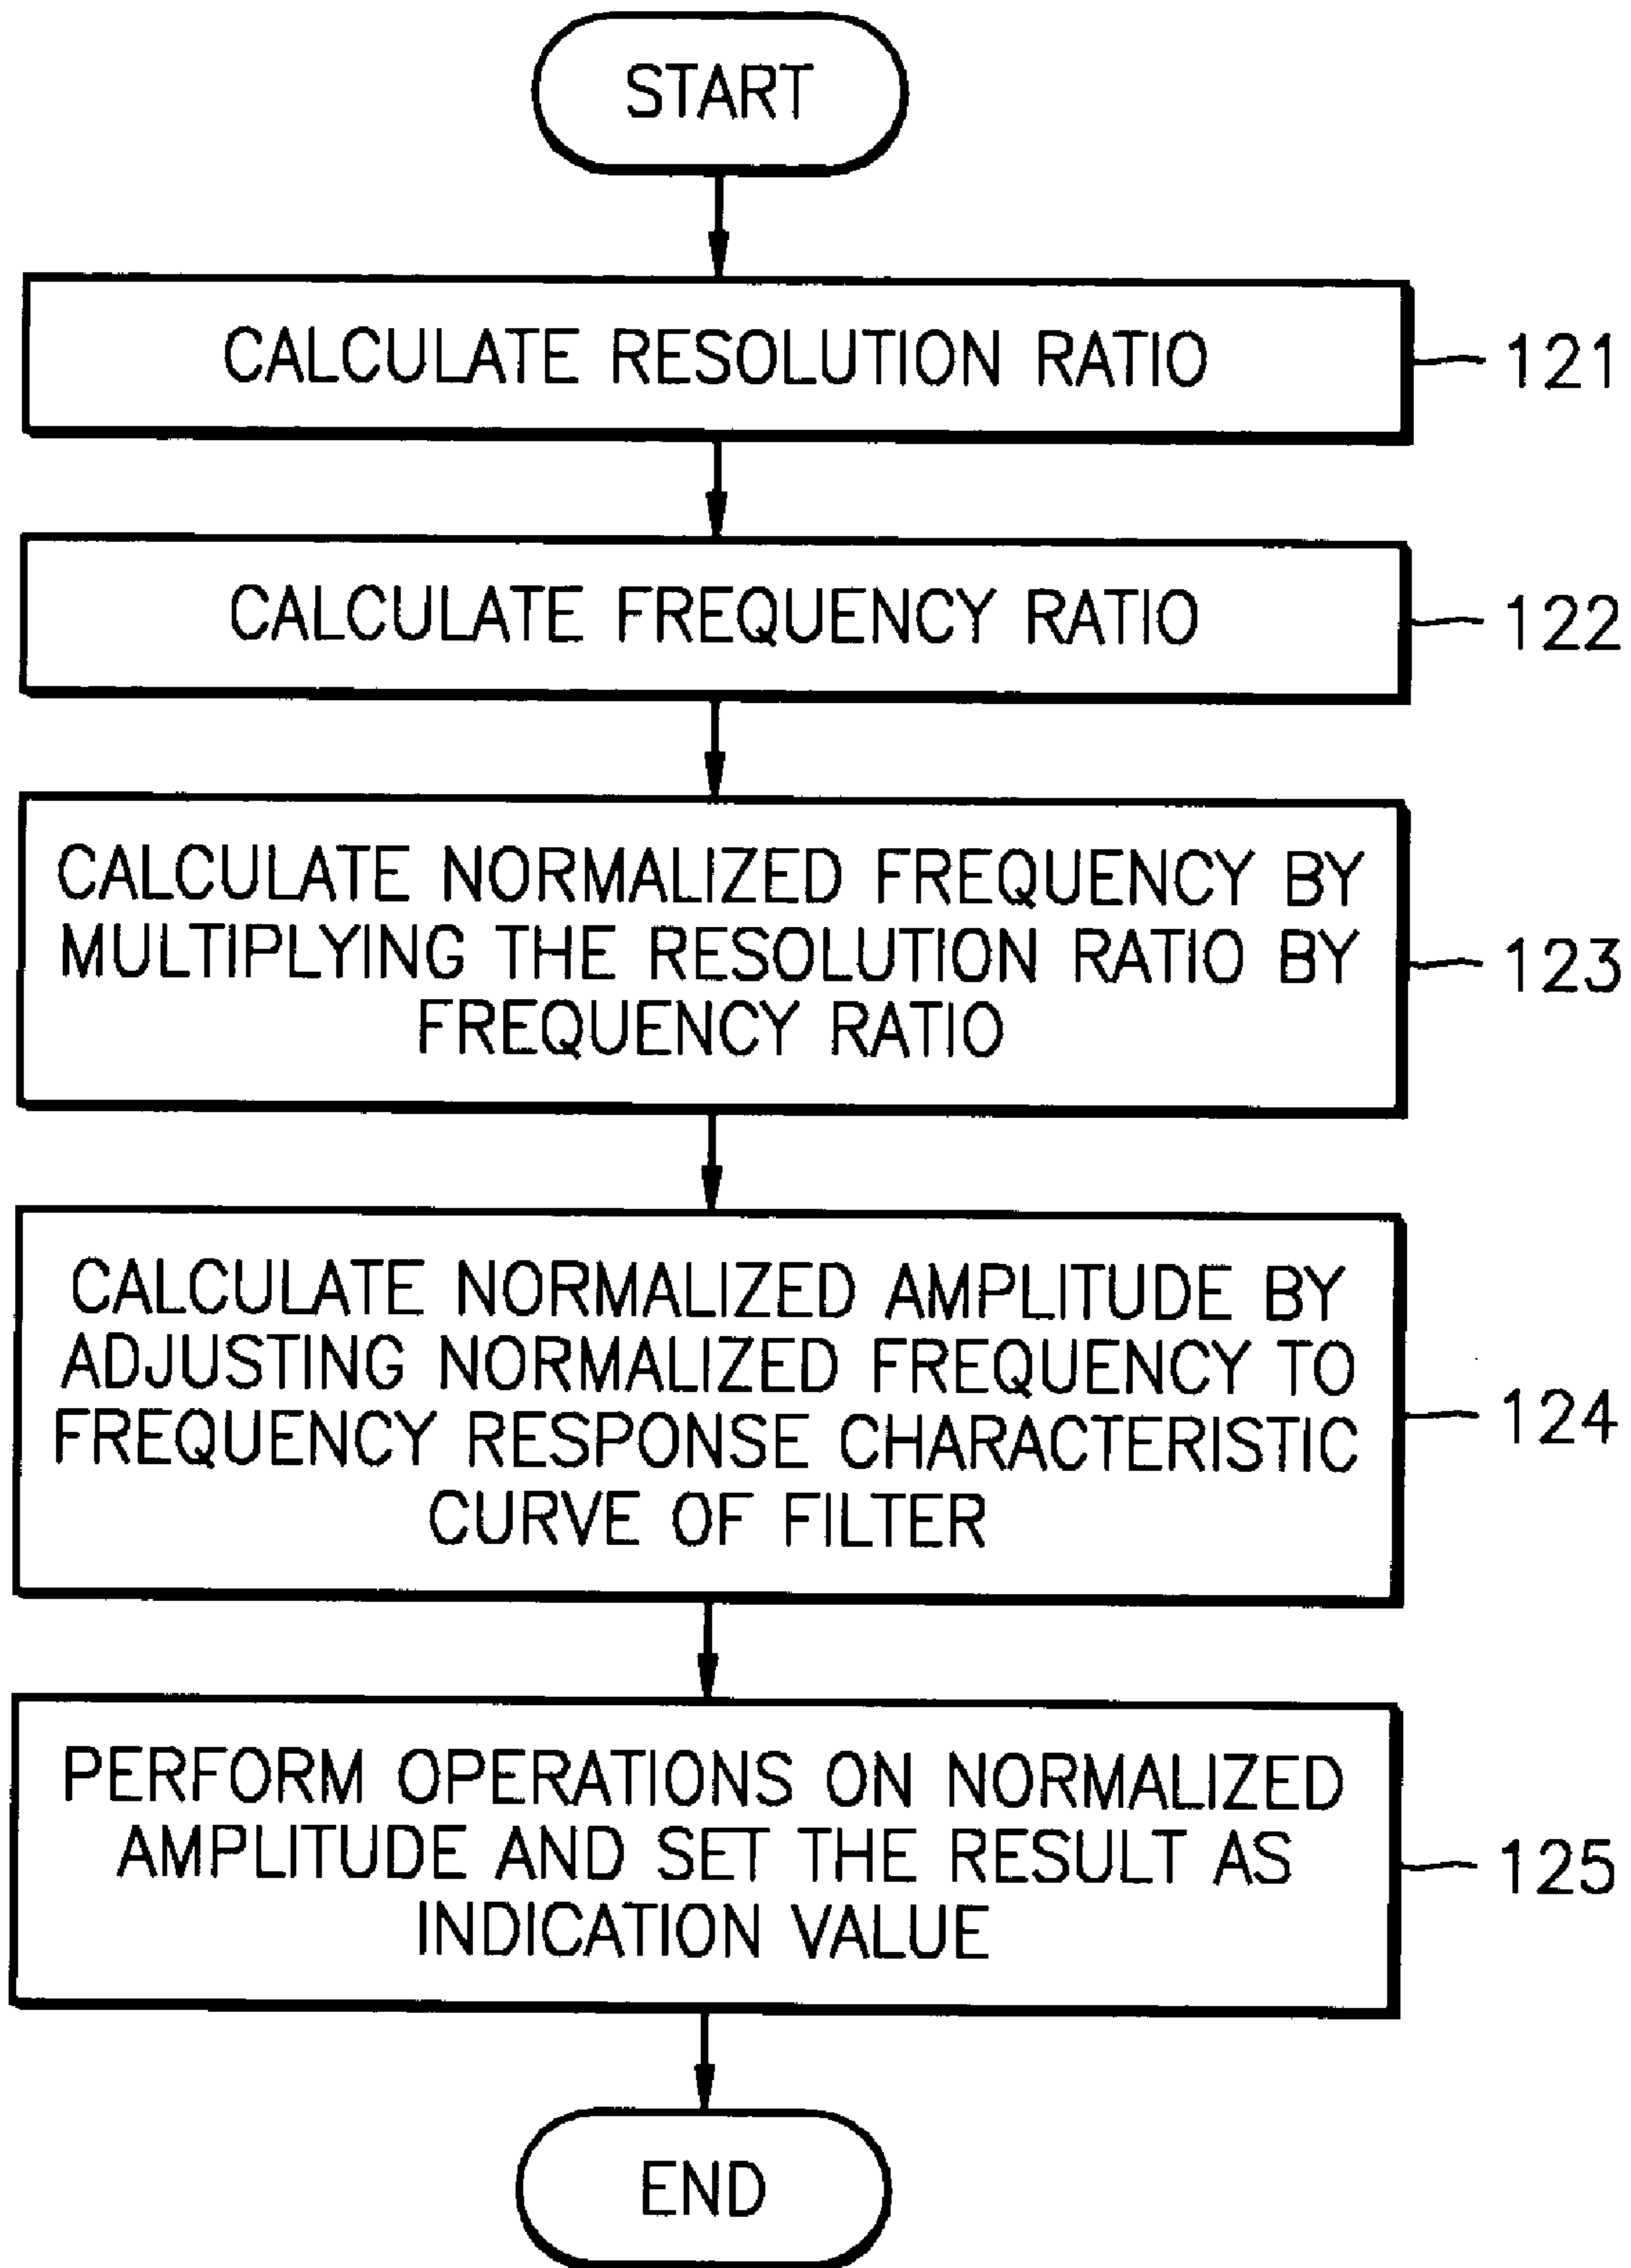 START
CALCULATE RESOLUTION RATIO
121
CALCULATE FREQUENCY RATIO
122
CALCULATE NORMALIZED FREQUENCY BY
MULTIPLYING THE RESOLUTION RATIO BY
FREQUENCY RATIO
123
CALCULATE NORMALIZED AMPLITUDE BY
ADJUSTING NORMALIZED FREQUENCY TO
FREQUENCY RESPONSE CHARACTERISTIC
CURVE OF FILTER
124
PERFORM OPERATIONS ON NORMALIZED
AMPLITUDE AND SET THE RESULT AS
INDICATION VALUE
125
END